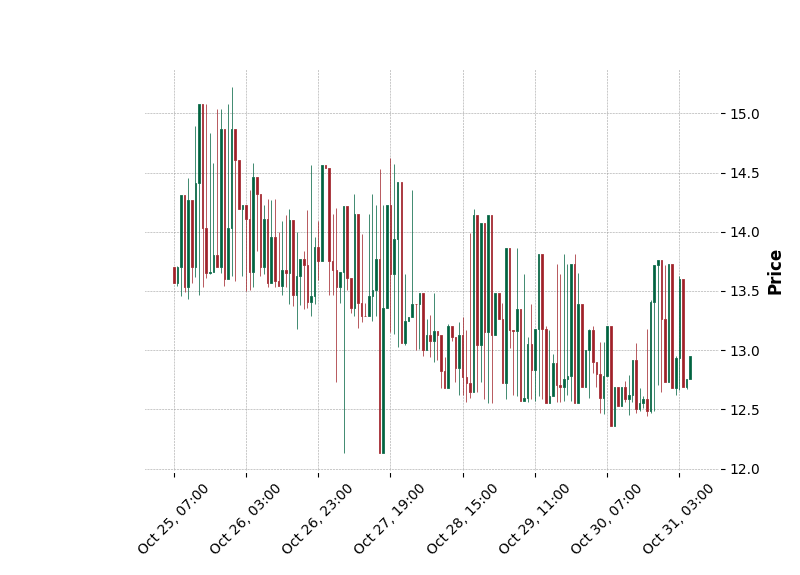 15.0
14.5
14.0
13.5
13.0
12.5
12.0
Price
Oct 25, 07:00
Oct 26, 03:00
Oct 26, 23:00
Oct 27, 19:00
Oct 28, 15:00
Oct 29, 11:00
Oct 30, 07:00
Oct 31, 03:00